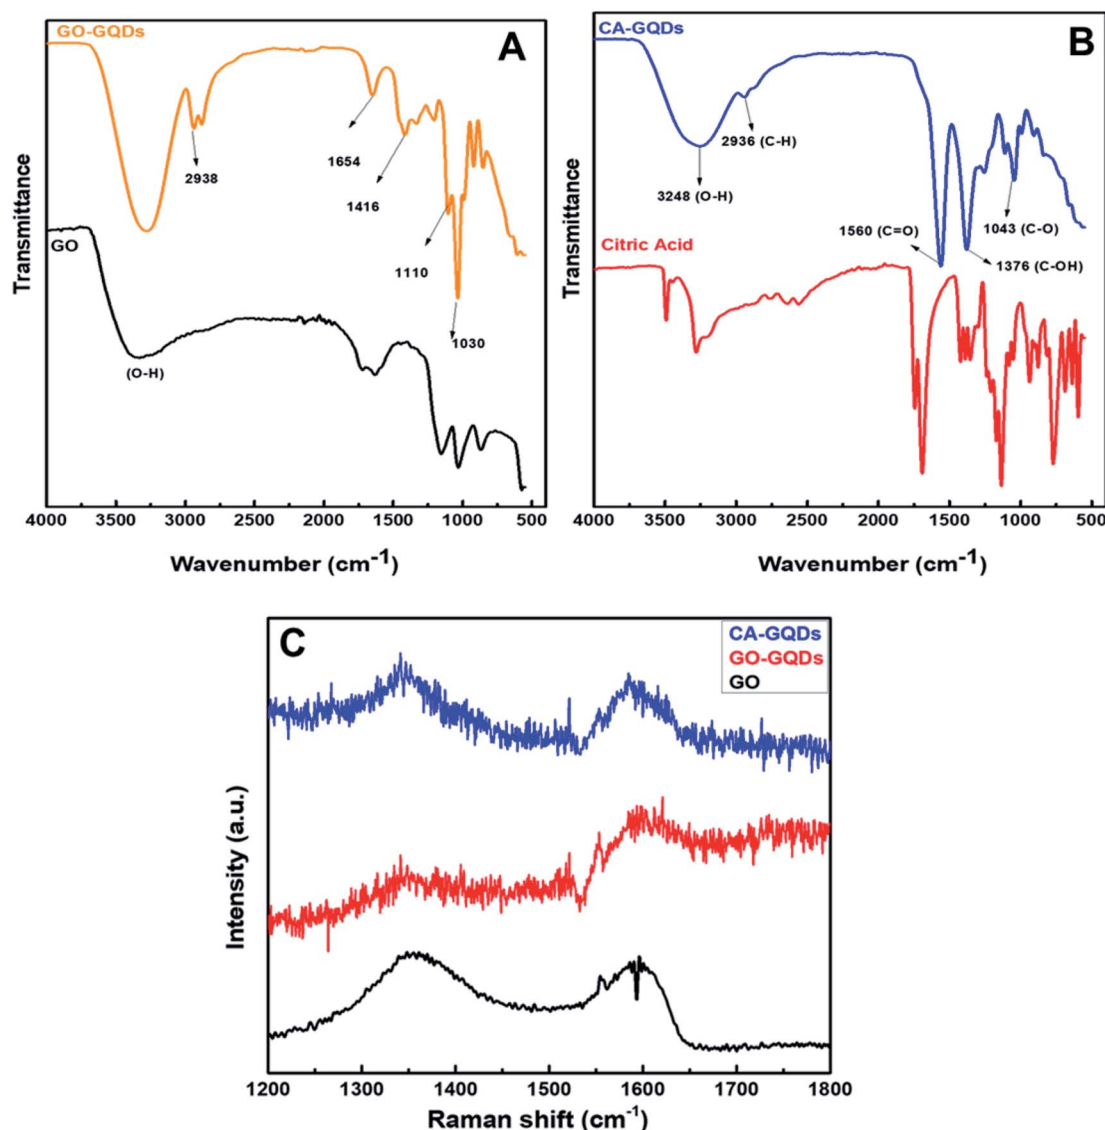 GO-GQDs
A
2938
1654
1416
1110
1030
GO
(O-H)
Transmittance
4000 3500 3000 2500 2000 1500 1000 500
Wavenumber (cm-1)
CA-GQDs
B
2936 (C-H)
3248 (O-H)
1560 (C=O)
1043 (C-O)
1376 (C-OH)
Citric Acid
Transmittance
4000 3500 3000 2500 2000 1500 1000 500
Wavenumber (cm-1)
C
CA-GQDs
GO-GQDs
GO
Intensity (a.u.)
1200 1300 1400 1500 1600 1700 1800
Raman shift (cm-1)